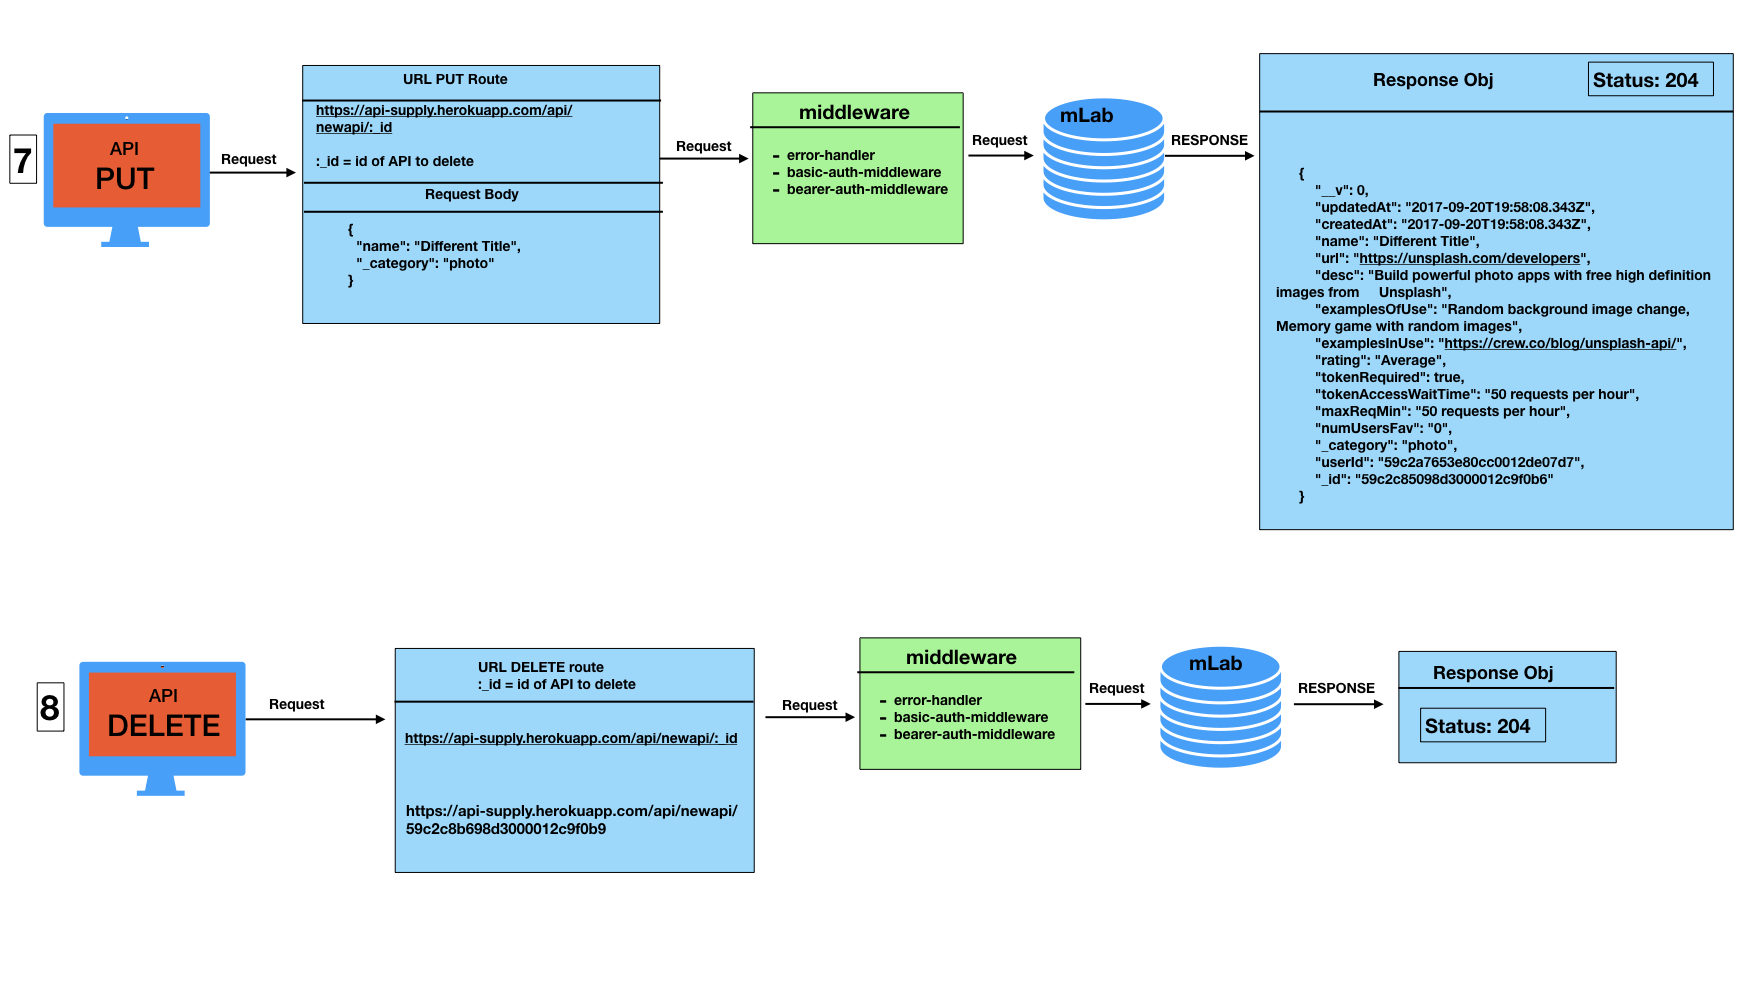 7
API
PUT
Request
URL PUT Route
https://api-supply.herokuapp.com/api/
newapi/:_id
:_id = id of API to delete
Request Body
{
"name": "Different Title",
"_category": "photo"
}
Request
middleware
- error-handler
- basic-auth-middleware
- bearer-auth-middleware
Request
mLab
RESPONSE
Response Obj
Status: 204
{
"__v": 0,
"updatedAt": "2017-09-20T19:58:08.343Z",
"createdAt": "2017-09-20T19:58:08.343Z",
"name": "Different Title",
"url": "https://unsplash.com/developers",
"desc": "Build powerful photo apps with free high definition
images from Unsplash",
"examplesOfUse": "Random background image change,
Memory game with random images",
"examplesInUse": "https://crew.co/blog/unsplash-api/",
"rating": "Average",
"tokenRequired": true,
"tokenAccessWaitTime": "50 requests per hour",
"maxReqMin": "50 requests per hour",
"numUsersFav": "0",
"_category": "photo",
"userId": "59c2a7653e80cc0012de07d7",
"_id": "59c2c85098d3000012c9f0b6"
}
8
API
DELETE
Request
URL DELETE route
:_id = id of API to delete
https://api-supply.herokuapp.com/api/newapi/:_id
https://api-supply.herokuapp.com/api/newapi/
59c2c8b698d3000012c9f0b9
Request
middleware
- error-handler
- basic-auth-middleware
- bearer-auth-middleware
Request
mLab
RESPONSE
Response Obj
Status: 204